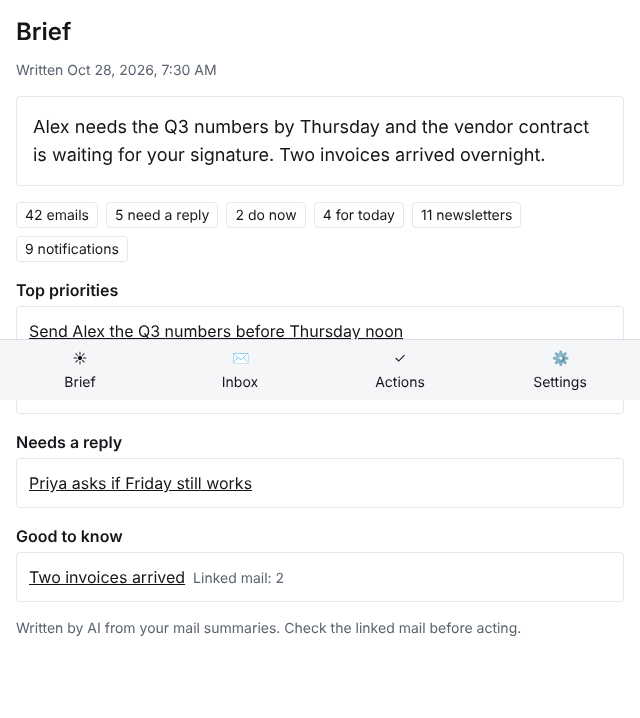 Brief
Written Oct 28, 2026, 7:30 AM
Alex needs the Q3 numbers by Thursday and the vendor contract
is waiting for your signature. Two invoices arrived overnight.
42 emails 5 need a reply 2 do now 4 for today 11 newsletters
9 notifications
Top priorities
Send Alex the Q3 numbers before Thursday noon
Brief Inbox Actions Settings
Needs a reply
Priya asks if Friday still works
Good to know
Two invoices arrived Linked mail: 2
Written by AI from your mail summaries. Check the linked mail before acting.